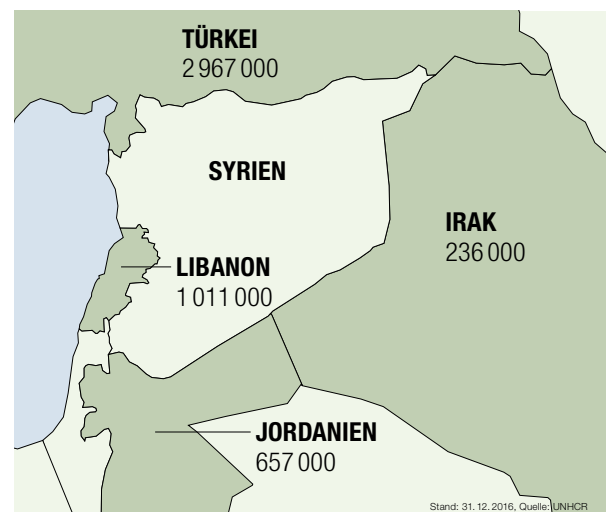 TÜRKEI
2 967 000
SYRIEN
IRAK
236 000
LIBANON
1 011 000
JORDANIEN
657 000
Stand: 31. 12. 2016, Quelle: UNHCR